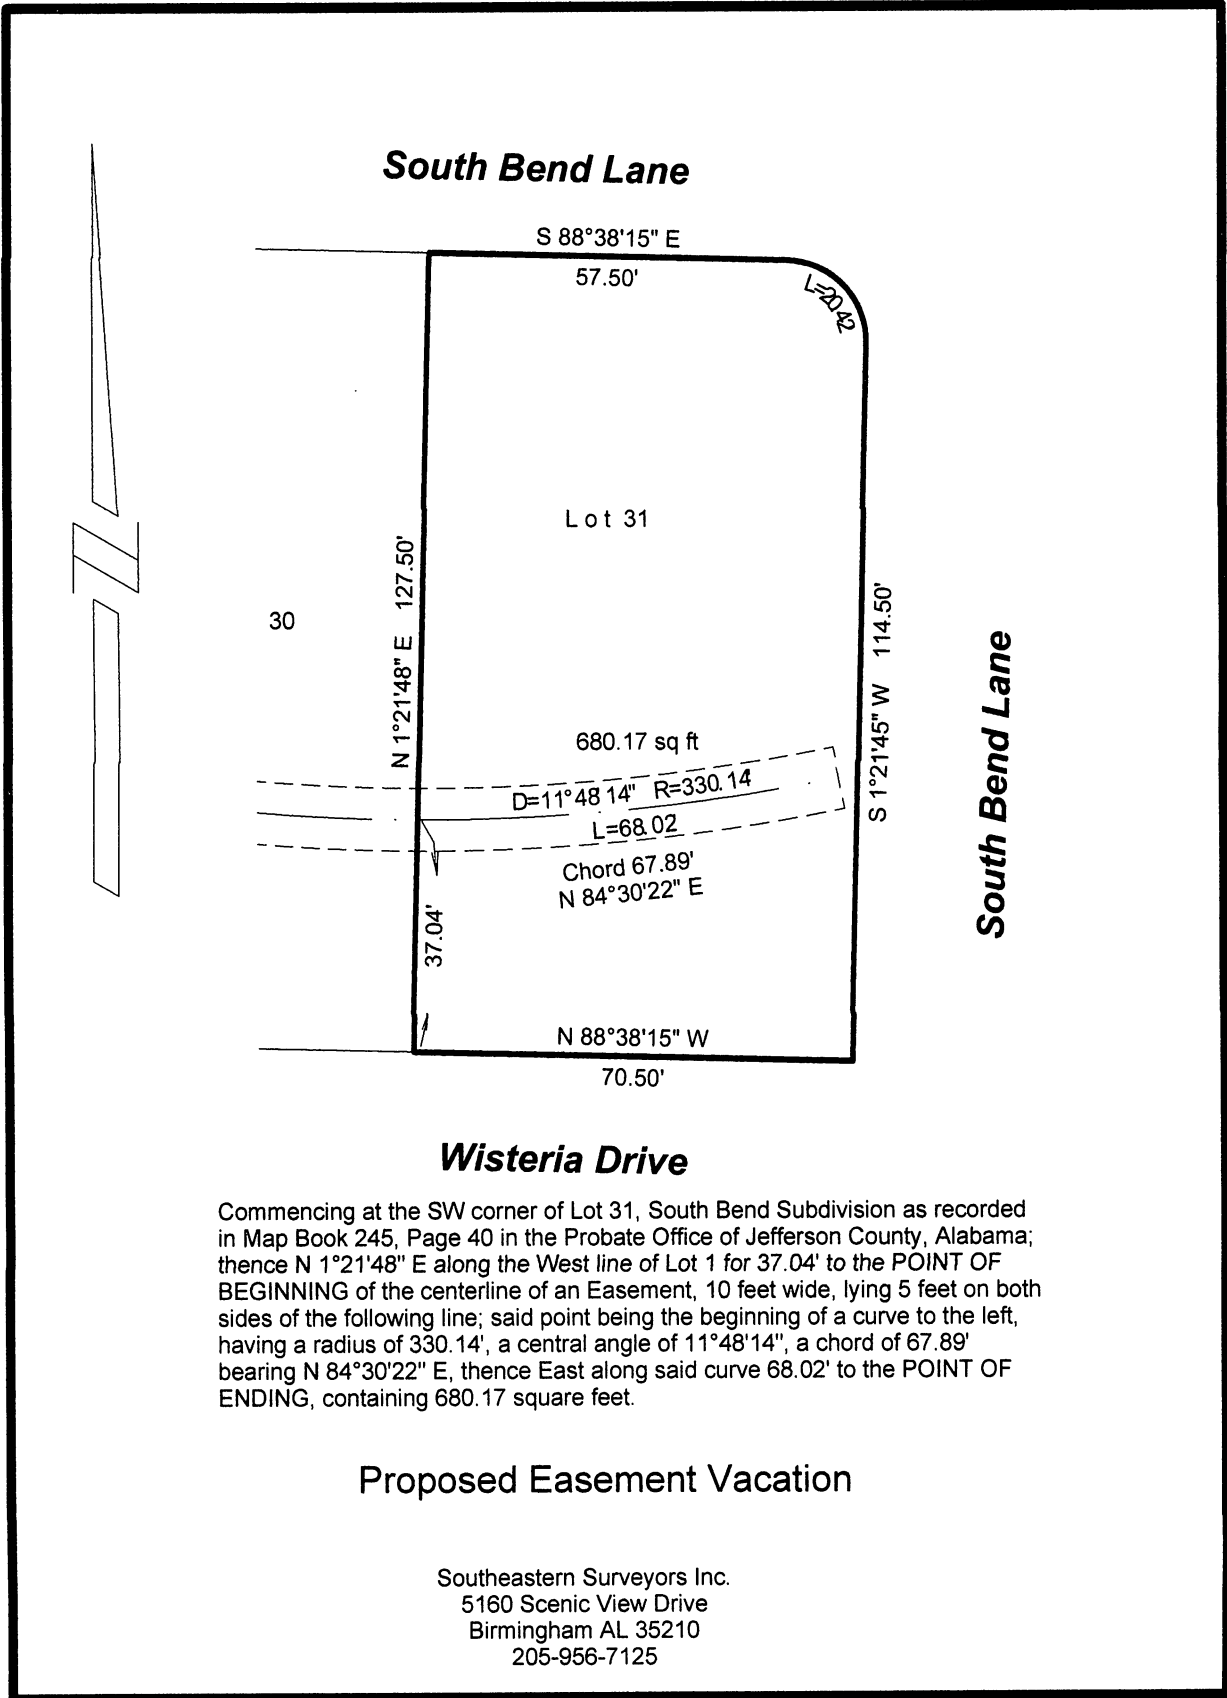 South Bend Lane
S 88°38'15" E
57.50'
L=20.42
Lot 31
N 1°21'48" E 127.50'
30
S 1°21'45" W 114.50'
South Bend Lane
680.17 sq ft
D=11°48'14" R=330.14
L=68.02
Chord 67.89'
N 84°30'22" E
37.04'
N 88°38'15" W
70.50'
Wisteria Drive
Commencing at the SW corner of Lot 31, South Bend Subdivision as recorded
in Map Book 245, Page 40 in the Probate Office of Jefferson County, Alabama;
thence N 1°21'48" E along the West line of Lot 1 for 37.04' to the POINT OF
BEGINNING of the centerline of an Easement, 10 feet wide, lying 5 feet on both
sides of the following line; said point being the beginning of a curve to the left,
having a radius of 330.14', a central angle of 11°48'14", a chord of 67.89'
bearing N 84°30'22" E, thence East along said curve 68.02' to the POINT OF
ENDING, containing 680.17 square feet.
Proposed Easement Vacation
Southeastern Surveyors Inc.
5160 Scenic View Drive
Birmingham AL 35210
205-956-7125